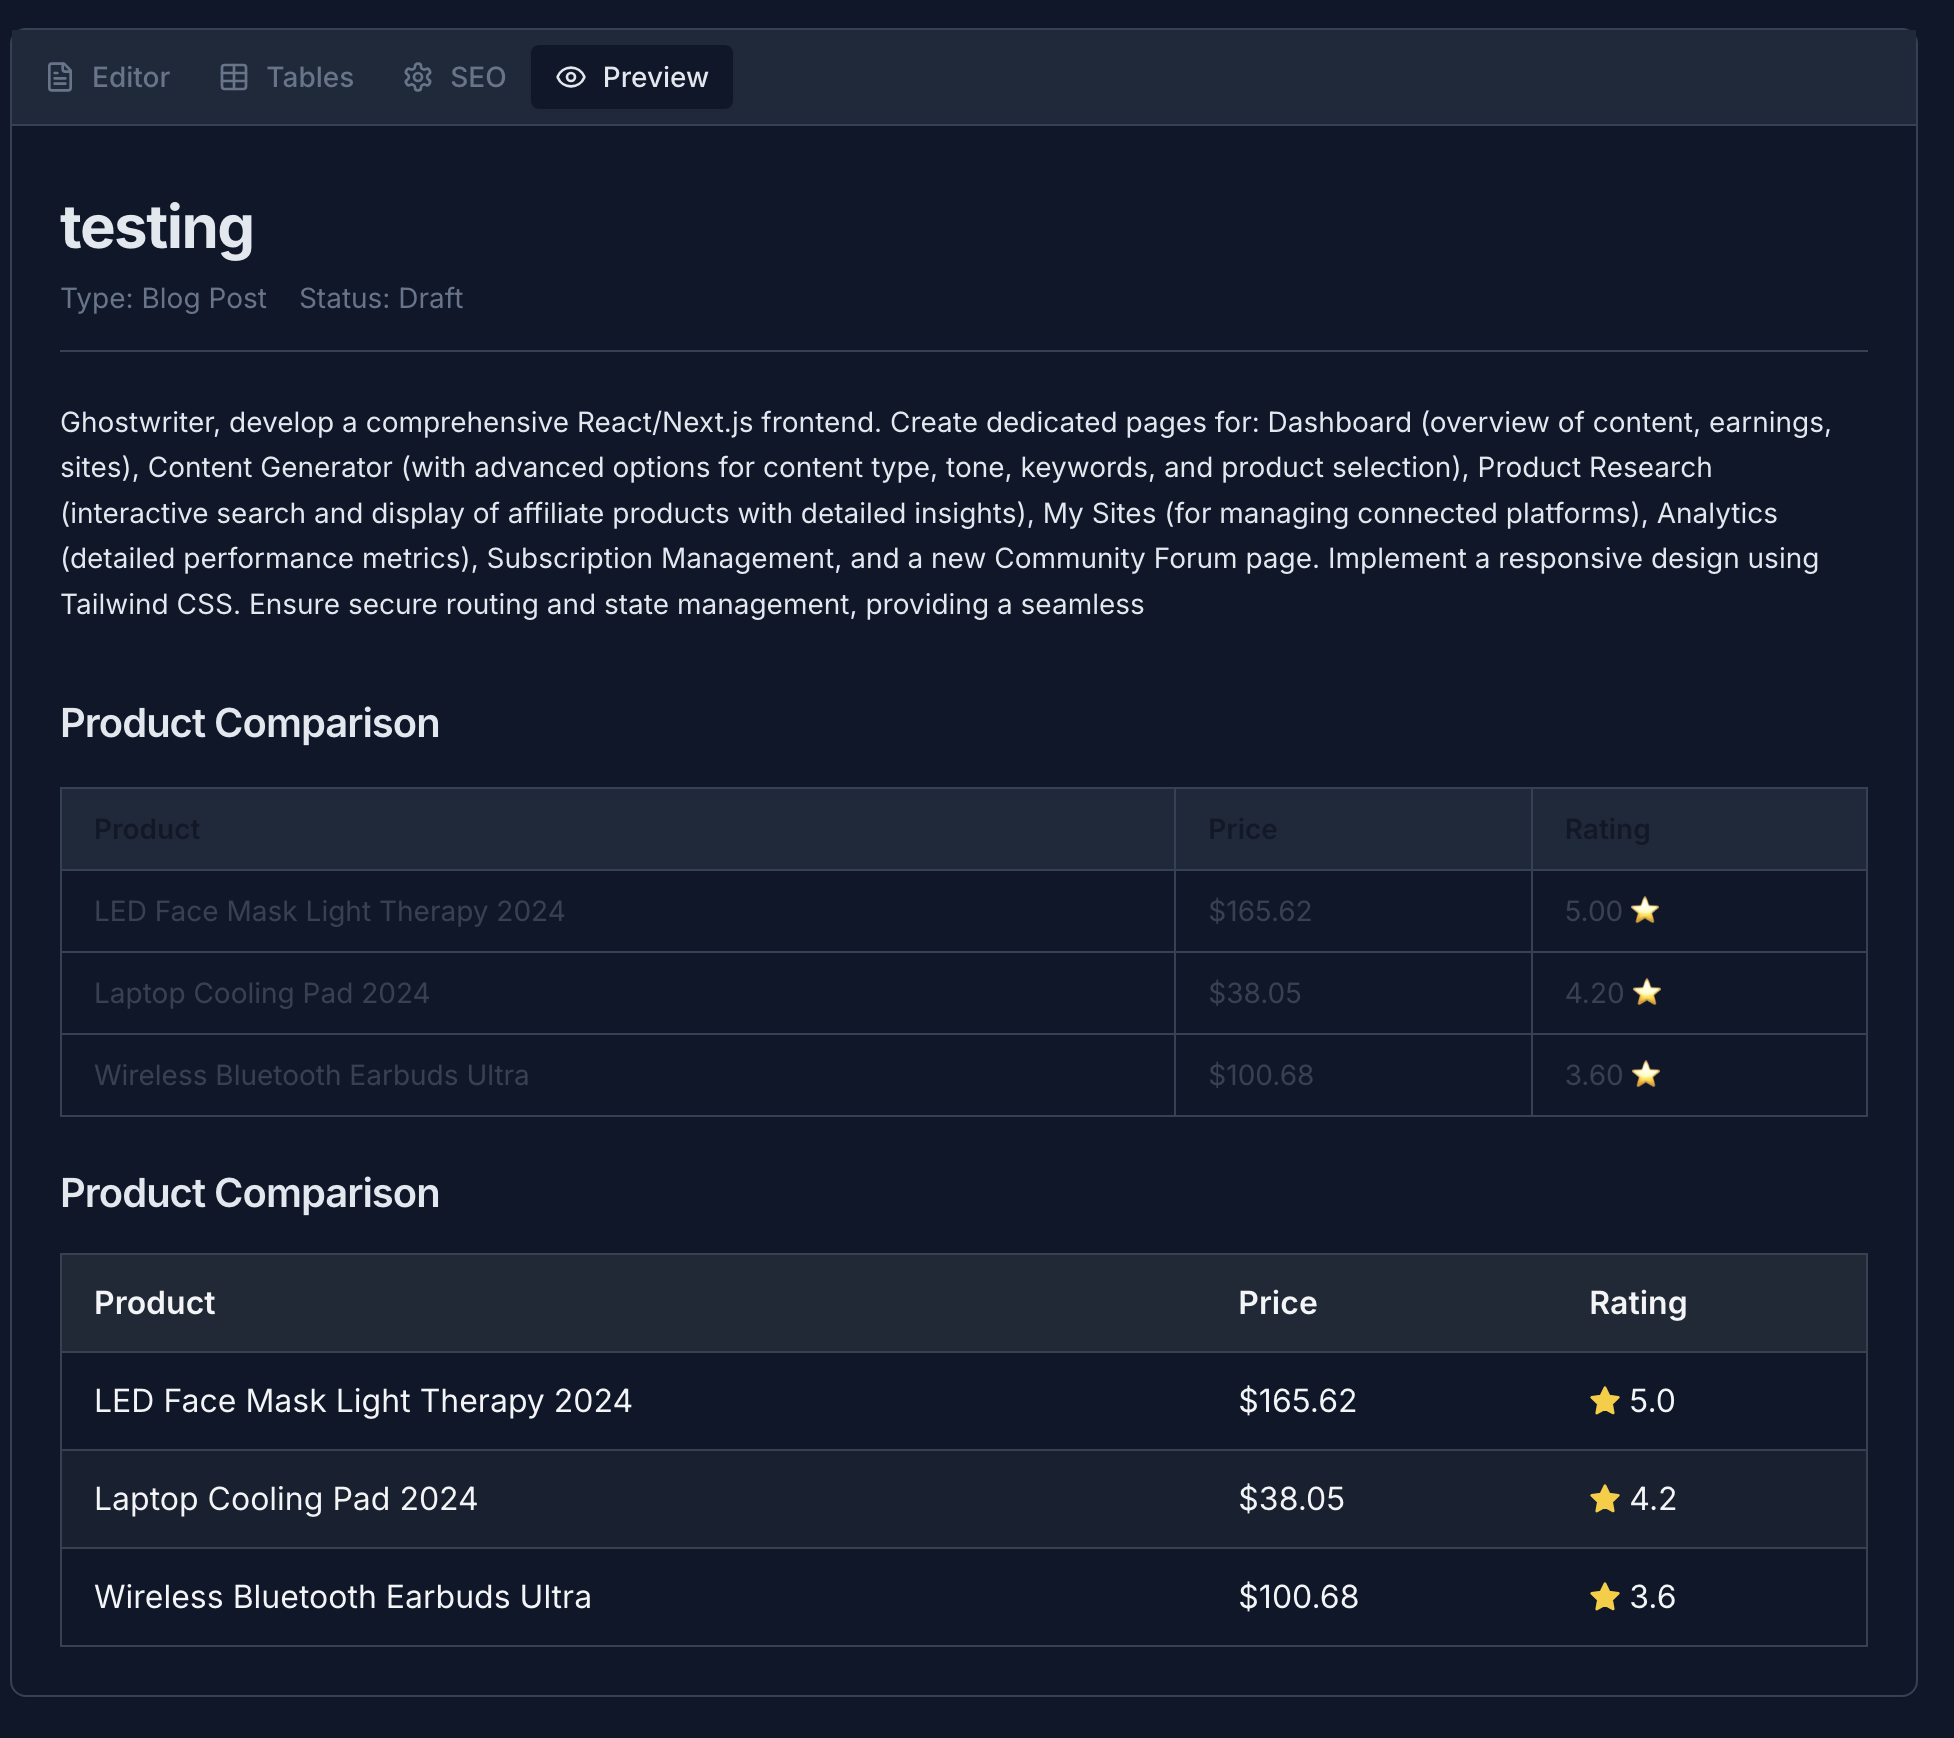 Editor Tables SEO Preview
testing
Type: Blog Post Status: Draft
Ghostwriter, develop a comprehensive React/Next.js frontend. Create dedicated pages for: Dashboard (overview of content, earnings,
sites), Content Generator (with advanced options for content type, tone, keywords, and product selection), Product Research
(interactive search and display of affiliate products with detailed insights), My Sites (for managing connected platforms), Analytics
(detailed performance metrics), Subscription Management, and a new Community Forum page. Implement a responsive design using
Tailwind CSS. Ensure secure routing and state management, providing a seamless
Product Comparison
Product Price Rating
LED Face Mask Light Therapy 2024 $165.62 5.00 ⭐
Laptop Cooling Pad 2024 $38.05 4.20 ⭐
Wireless Bluetooth Earbuds Ultra $100.68 3.60 ⭐
Product Comparison
Product Price Rating
LED Face Mask Light Therapy 2024 $165.62 ⭐ 5.0
Laptop Cooling Pad 2024 $38.05 ⭐ 4.2
Wireless Bluetooth Earbuds Ultra $100.68 ⭐ 3.6